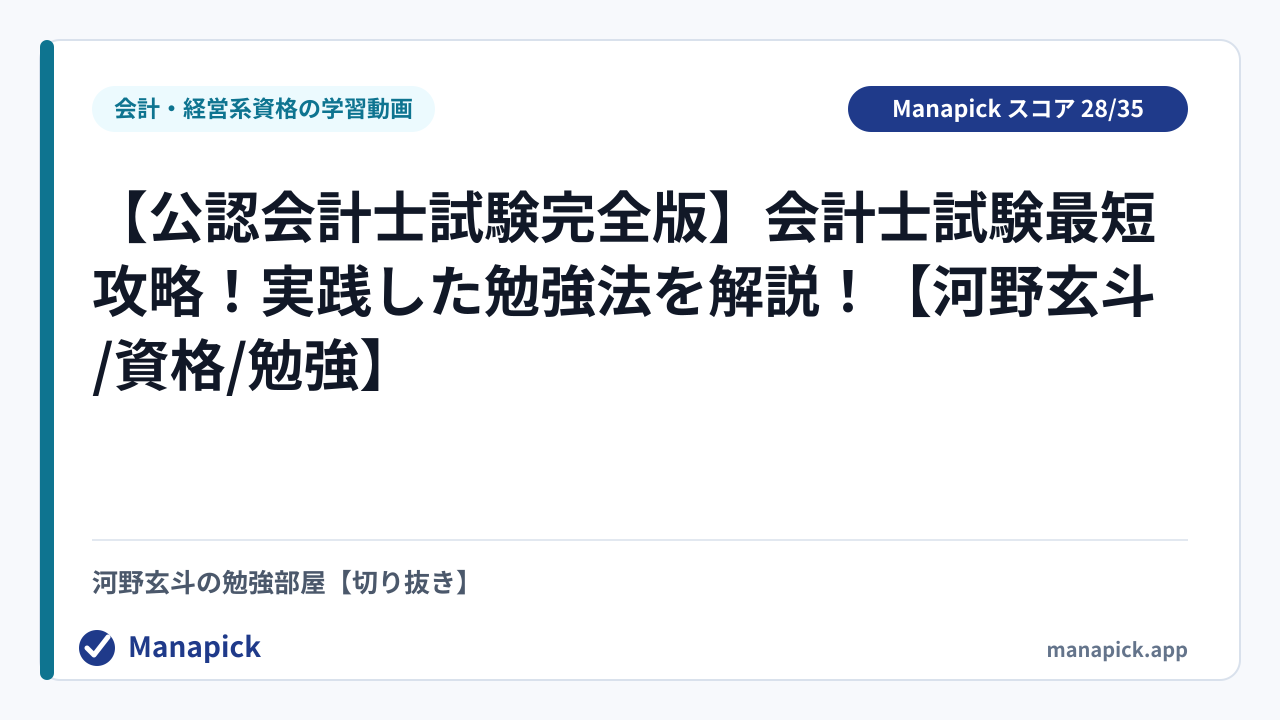 会計・経営系資格の学習動画
Manapick スコア 28/35
【公認会計士試験完全版】会計士試験最短
攻略！実践した勉強法を解説！【河野玄斗
/資格/勉強】
河野玄斗の勉強部屋【切り抜き】
Manapick
manapick.app